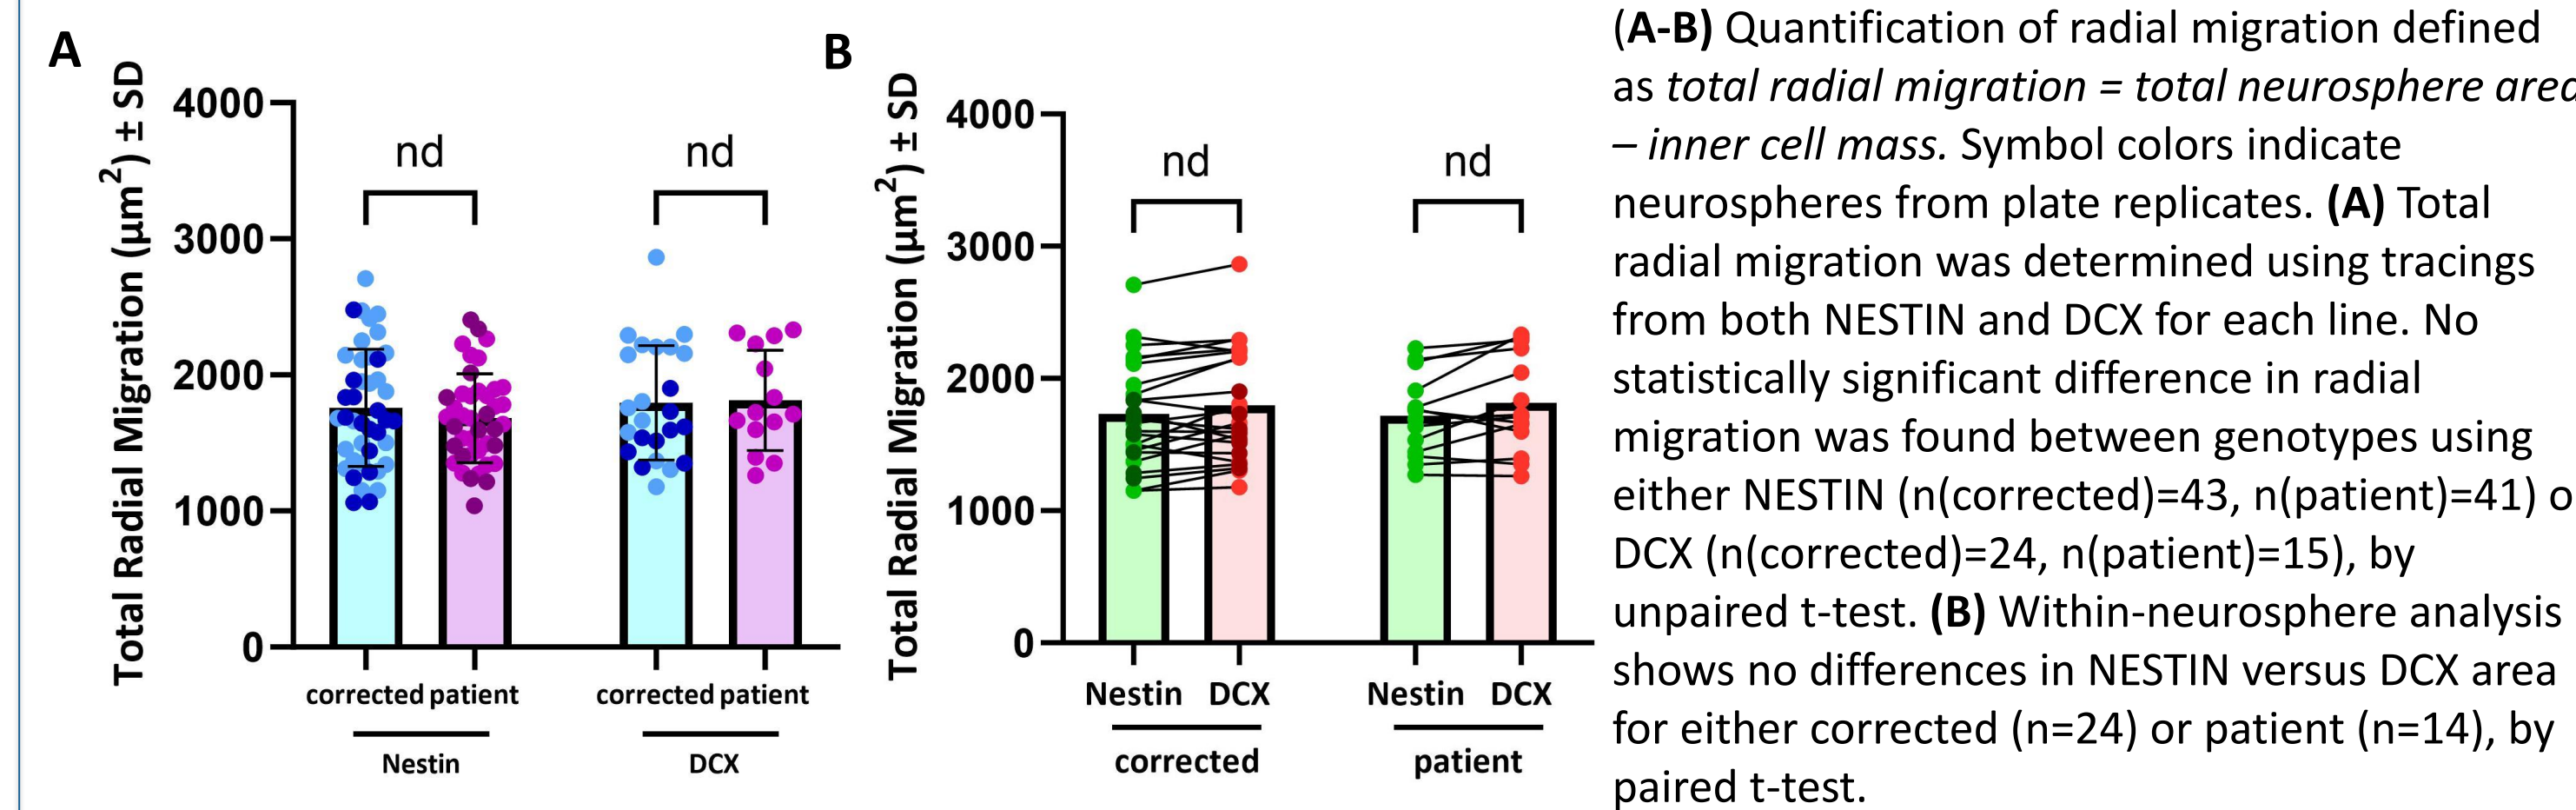 A
Total Radial Migration (µm²) ± SD
4000
3000
2000
1000
0
nd
nd
corrected patient
corrected patient
Nestin
DCX
B
Total Radial Migration (µm²) ± SD
4000
3000
2000
1000
0
nd
nd
Nestin DCX
Nestin DCX
corrected
patient
(A-B) Quantification of radial migration defined
as total radial migration = total neurosphere area
– inner cell mass. Symbol colors indicate
neurospheres from plate replicates. (A) Total
radial migration was determined using tracings
from both NESTIN and DCX for each line. No
statistically significant difference in radial
migration was found between genotypes using
either NESTIN (n(corrected)=43, n(patient)=41) o
DCX (n(corrected)=24, n(patient)=15), by
unpaired t-test. (B) Within-neurosphere analysis
shows no differences in NESTIN versus DCX area
for either corrected (n=24) or patient (n=14), by
paired t-test.